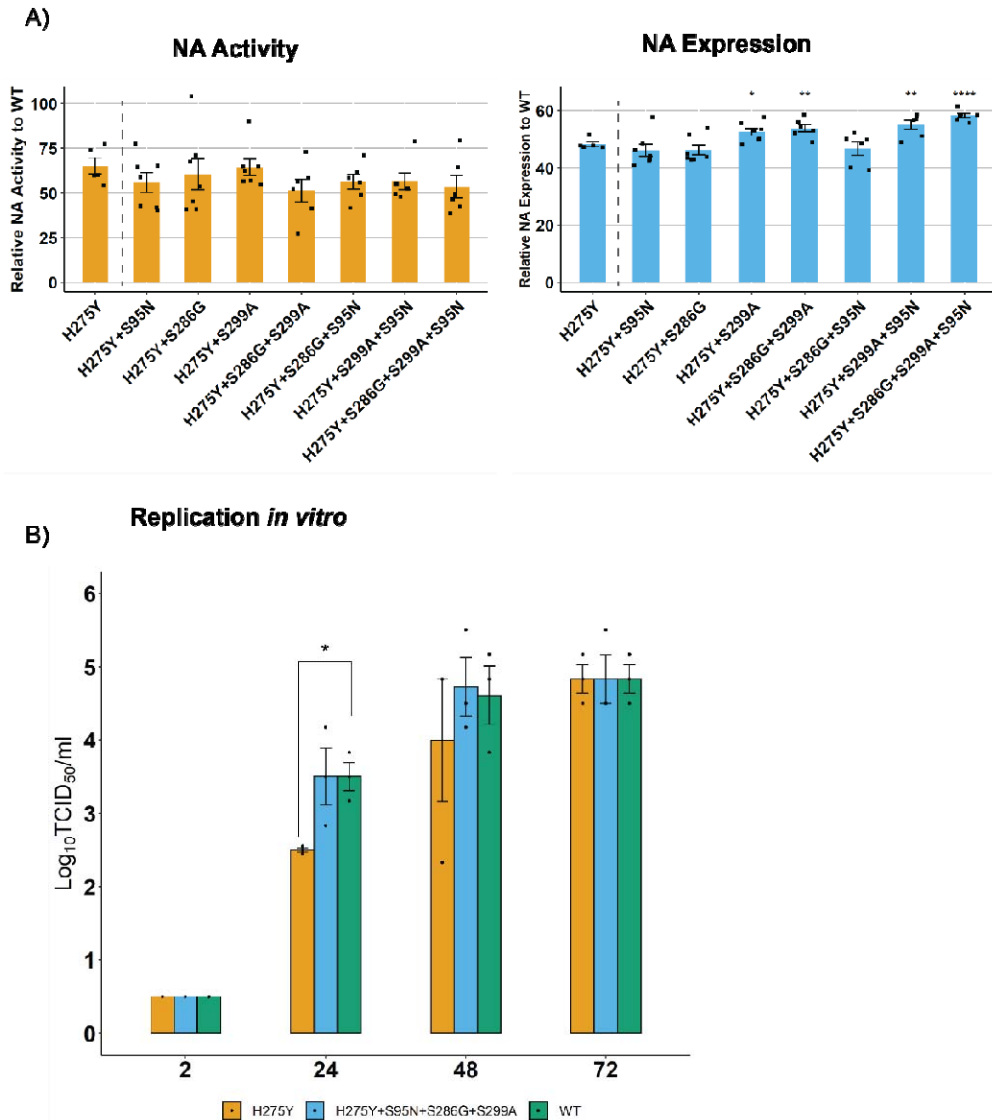 A)
NA Activity
Relative NA Activity to WT
100
75
50
25
0
H275Y
H275Y+S95N
H275Y+S286G
H275Y+S299A
H275Y+S286G+S299A
H275Y+S286G+S95N
H275Y+S299A+S95N
H275Y+S286G+S299A+S95N
NA Expression
Relative NA Expression to WT
60
40
20
0
* ** ** ****
H275Y
H275Y+S95N
H275Y+S286G
H275Y+S299A
H275Y+S286G+S299A
H275Y+S286G+S95N
H275Y+S299A+S95N
H275Y+S286G+S299A+S95N
B)
Replication in vitro
Log10TCID50/ml
6
5
4
3
2
1
0
*
2 24 48 72
H275Y H275Y+S95N+S286G+S299A WT